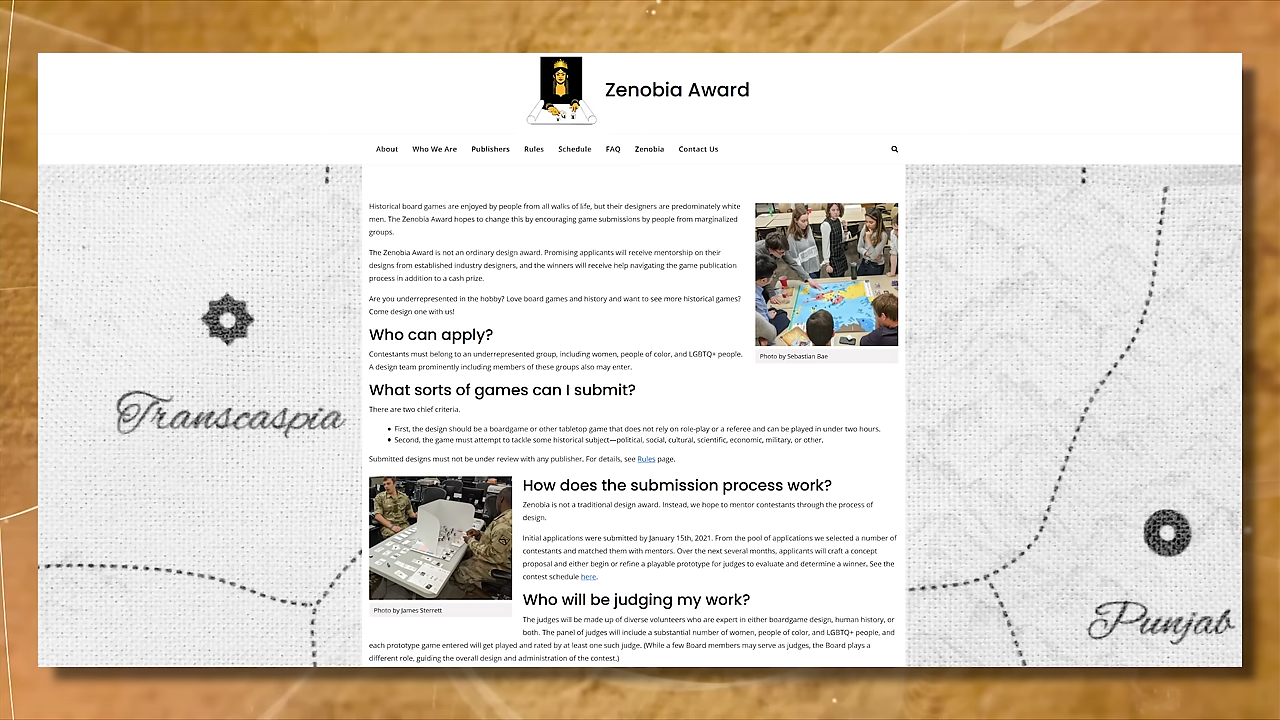 Zenobia Award
About Who We Are Publishers Rules Schedule FAQ Zenobia Contact Us
Historical board games are enjoyed by people from all walks of life, but their designers are predominately white
men. The Zenobia Award hopes to change this by encouraging game submissions by people from marginalized
groups.
The Zenobia Award is not an ordinary design award. Promising applicants will receive mentorship on their
designs from established industry designers, and the winners will receive help navigating the game publication
process in addition to a cash prize.
Are you underrepresented in the hobby? Love board games and history and want to see more historical games?
Come design one with us!
Photo by Sebastian Bae
Who can apply?
Contestants must belong to an underrepresented group, including women, people of color, and LGBTQ+ people.
A design team prominently including members of these groups also may enter.
What sorts of games can I submit?
There are two chief criteria.
• First, the design should be a boardgame or other tabletop game that does not rely on role-play or a referee and can be played in under two hours.
• Second, the game must attempt to tackle some historical subject—political, social, cultural, scientific, economic, military, or other.
Submitted designs must not be under review with any publisher. For details, see Rules page.
How does the submission process work?
Zenobia is not a traditional design award. Instead, we hope to mentor contestants through the process of
design.
Initial applications were submitted by January 15th, 2021. From the pool of applications we selected a number of
contestants and matched them with mentors. Over the next several months, applicants will craft a concept
proposal and either begin or refine a playable prototype for judges to evaluate and determine a winner. See the
contest schedule here.
Photo by James Sterrett
Who will be judging my work?
The judges will be made up of diverse volunteers who are expert in either boardgame design, human history, or
both. The panel of judges will include a substantial number of women, people of color, and LGBTQ+ people, and
each prototype game entered will get played and rated by at least one such judge. (While a few Board members may serve as judges, the Board plays a
different role, guiding the overall design and administration of the contest.)
Transcaspia
Punjab